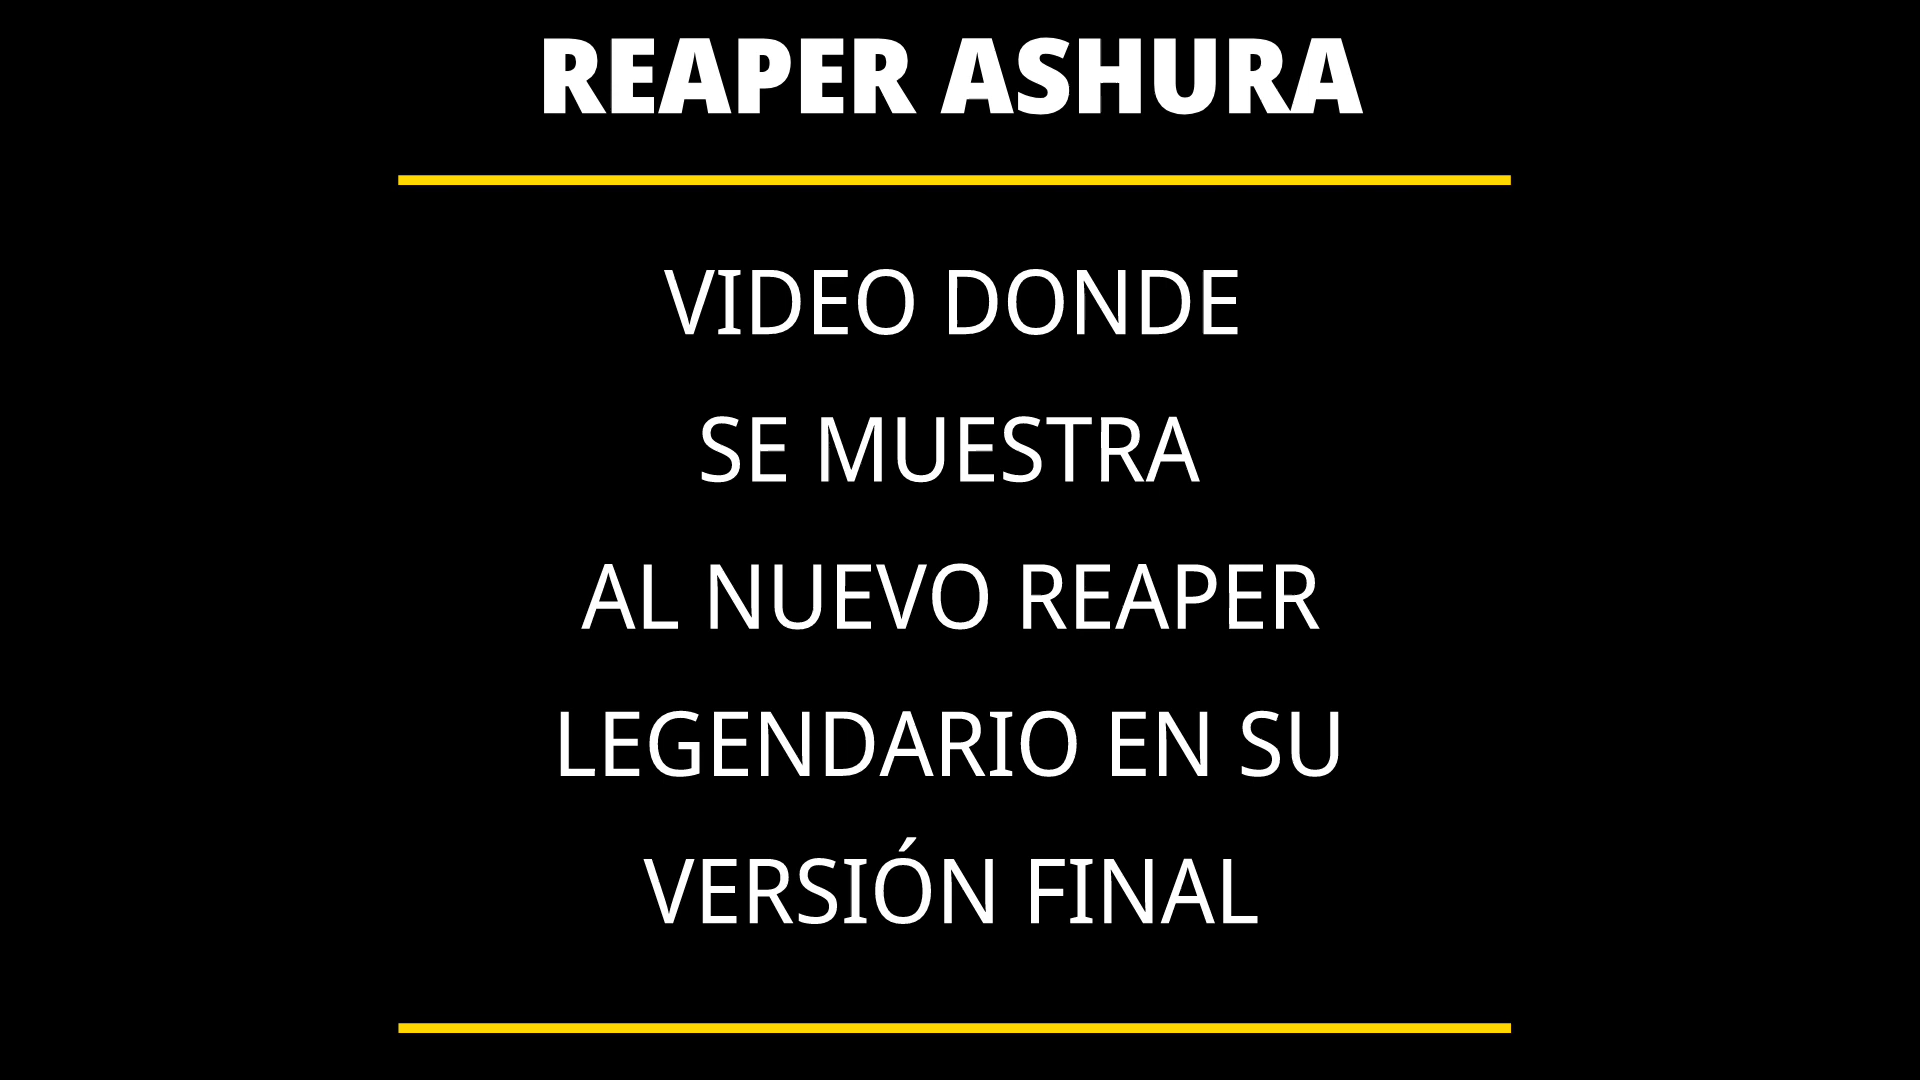 REAPER ASHURA
VIDEO DONDE
SE MUESTRA
AL NUEVO REAPER
LEGENDARIO EN SU
VERSIÓN FINAL